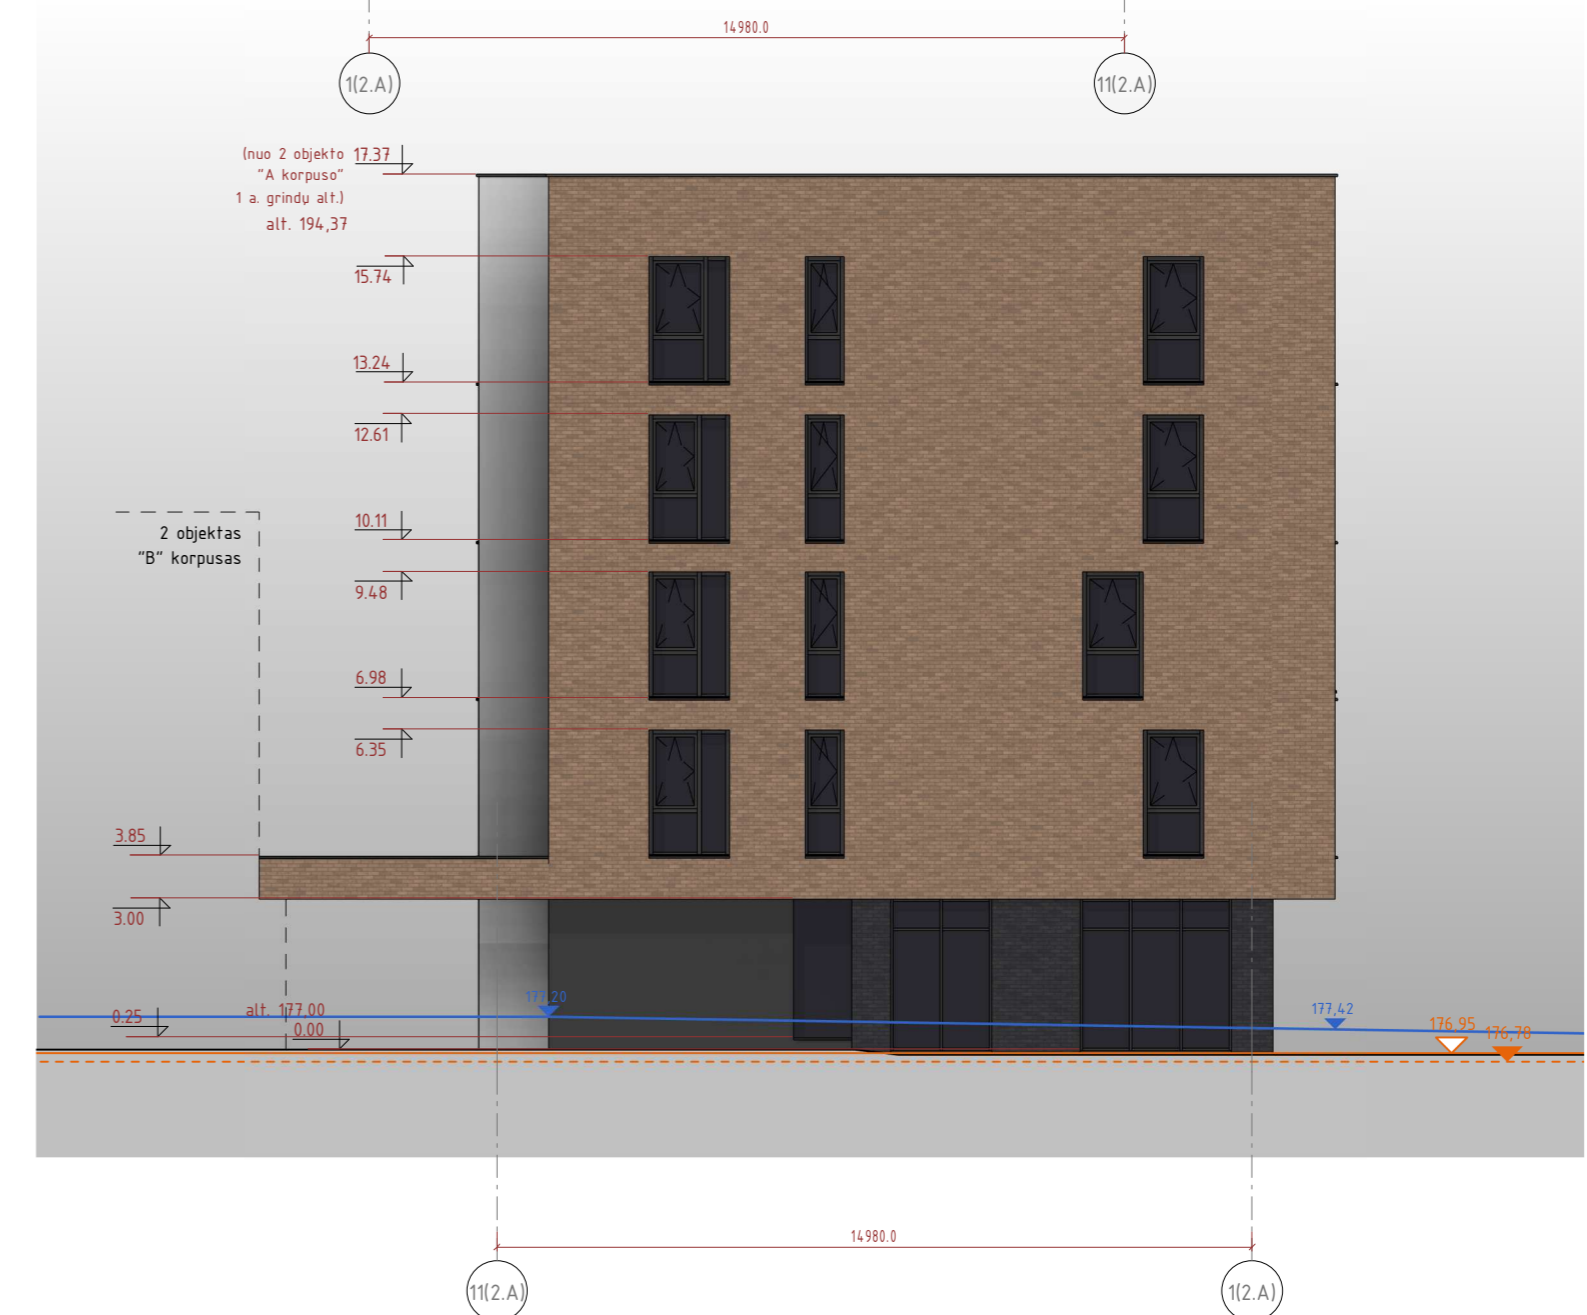 14980.0
1(2.A)
11(2.A)
(nuo 2 objekto 17.37
"A korpuso"
1 a. grindų alt.)
alt. 194,37
15.74
13.24
12.61
10.11
2 objektas
"B" korpusas
9.48
6.98
6.35
3.85
3.00
177,20
alt. 177,00
0.25
0.00
177,42
176,95
176,78
14980.0
11(2.A)
1(2.A)